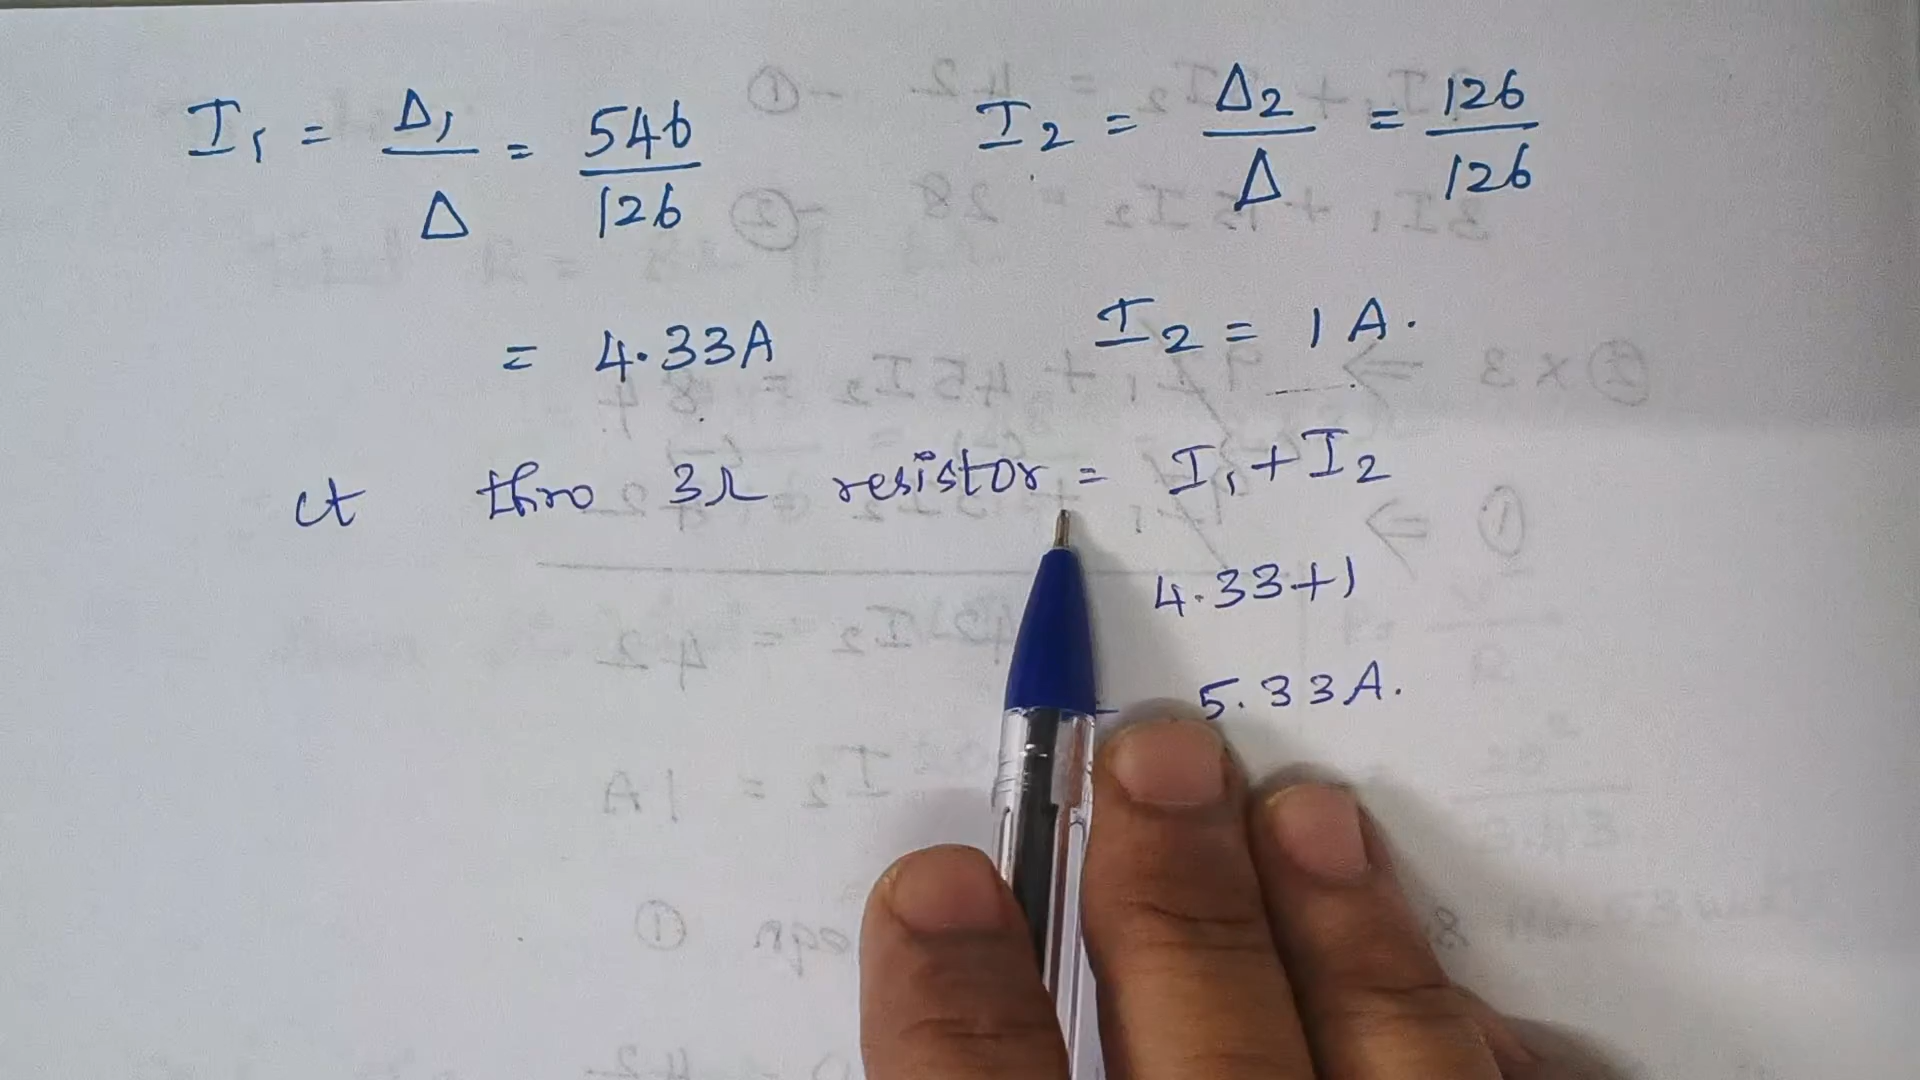 I₁ = Δ₁/Δ = 546/126
I₂ = Δ₂/Δ = 126/126
= 4.33A
I₂ = 1 A.
ct thro 3Ω resistor = I₁ + I₂
4.33+1
5.33A.